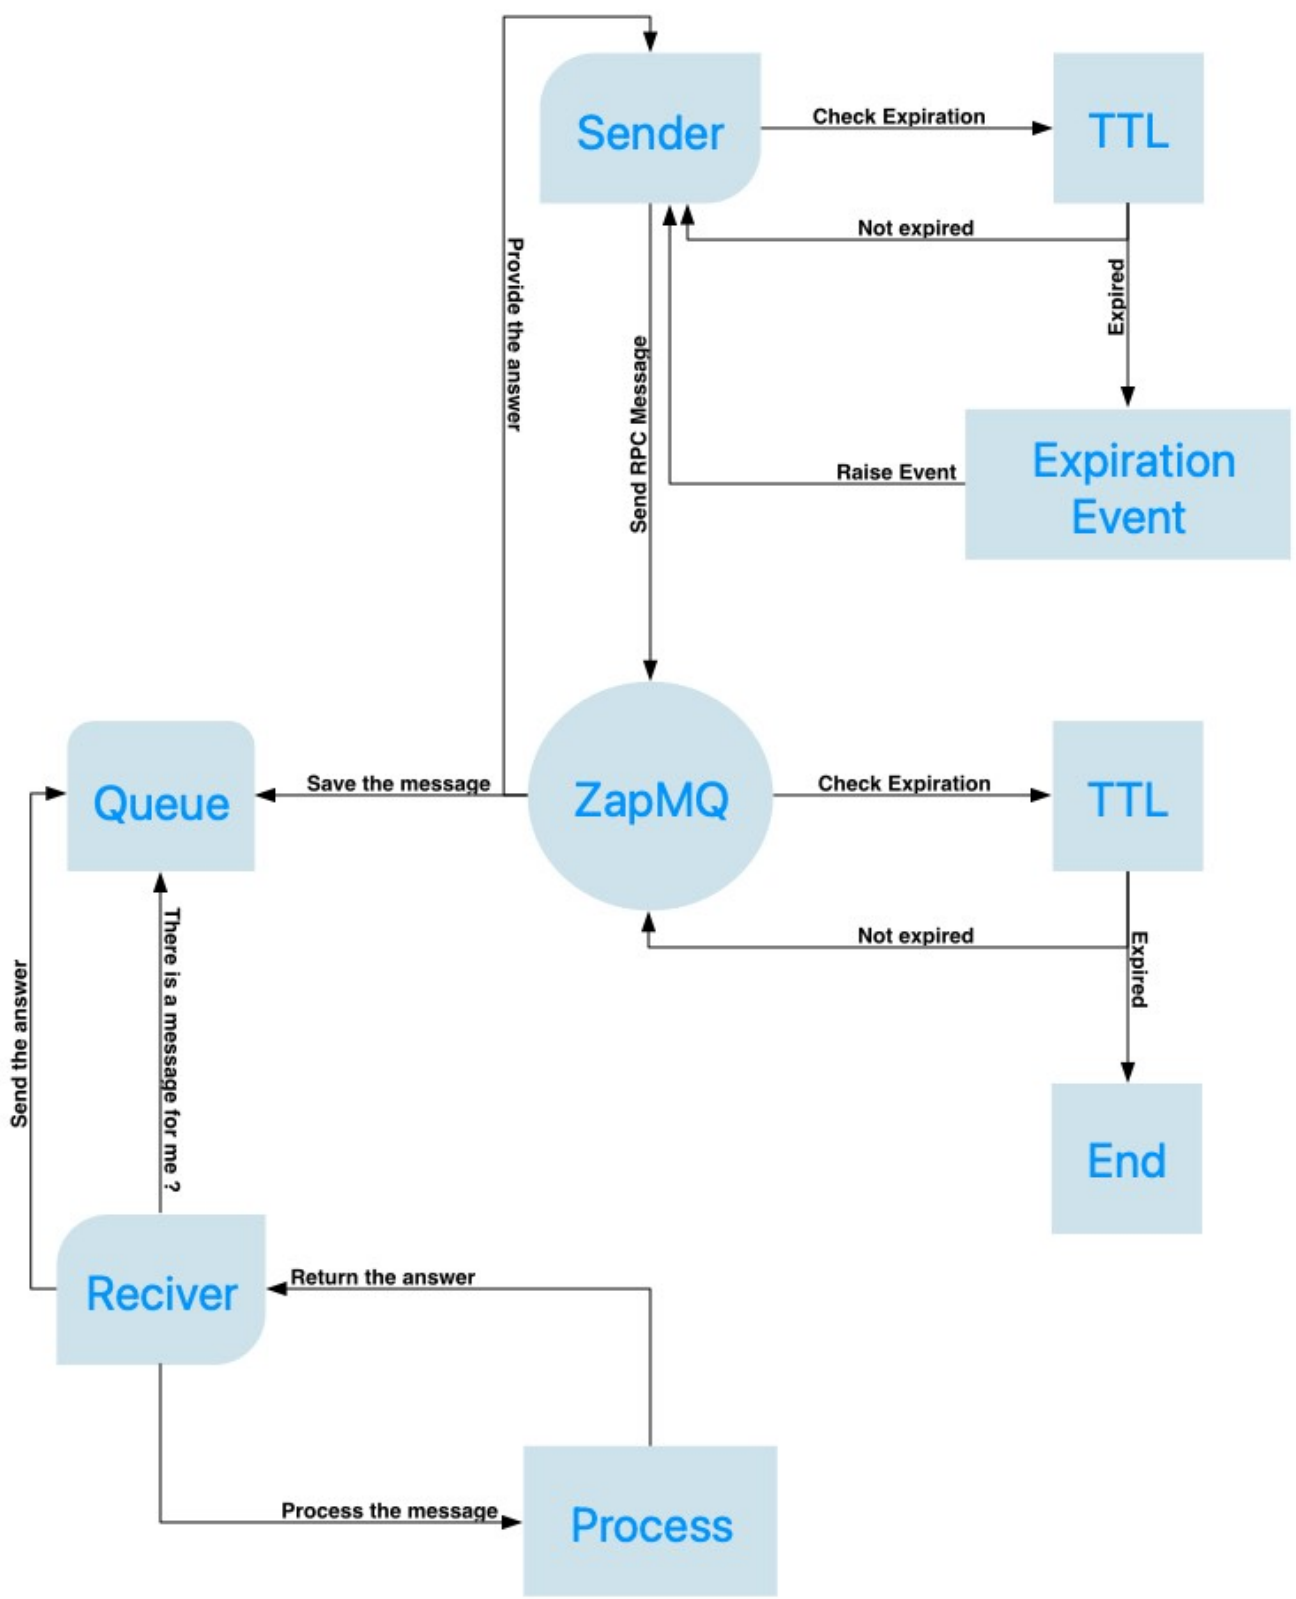 Sender
Check Expiration
TTL
Not expired
Expired
Provide the answer
Send RPC Message
Raise Event
Expiration
Event
Queue
Save the message
ZapMQ
Check Expiration
TTL
Not expired
Expired
Send the answer
There is a message for me ?
End
Reciver
Return the answer
Process the message
Process